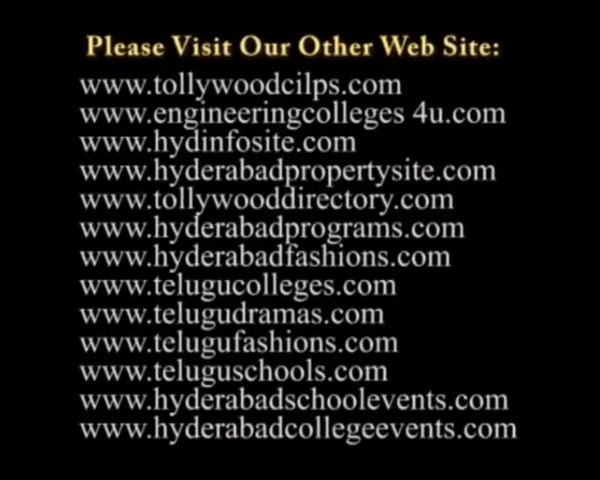 Please Visit Our Other Web Site:
www.tollywoodcilps.com
www.engineeringcolleges 4u.com
www.hydinfosite.com
www.hyderabadpropertysite.com
www.tollywooddirectory.com
www.hyderabadprograms.com
www.hyderabadfashions.com
www.telugucolleges.com
www.telugudramas.com
www.telugufashions.com
www.teluguschools.com
www.hyderabadschoolevents.com
www.hyderabadcollegeevents.com